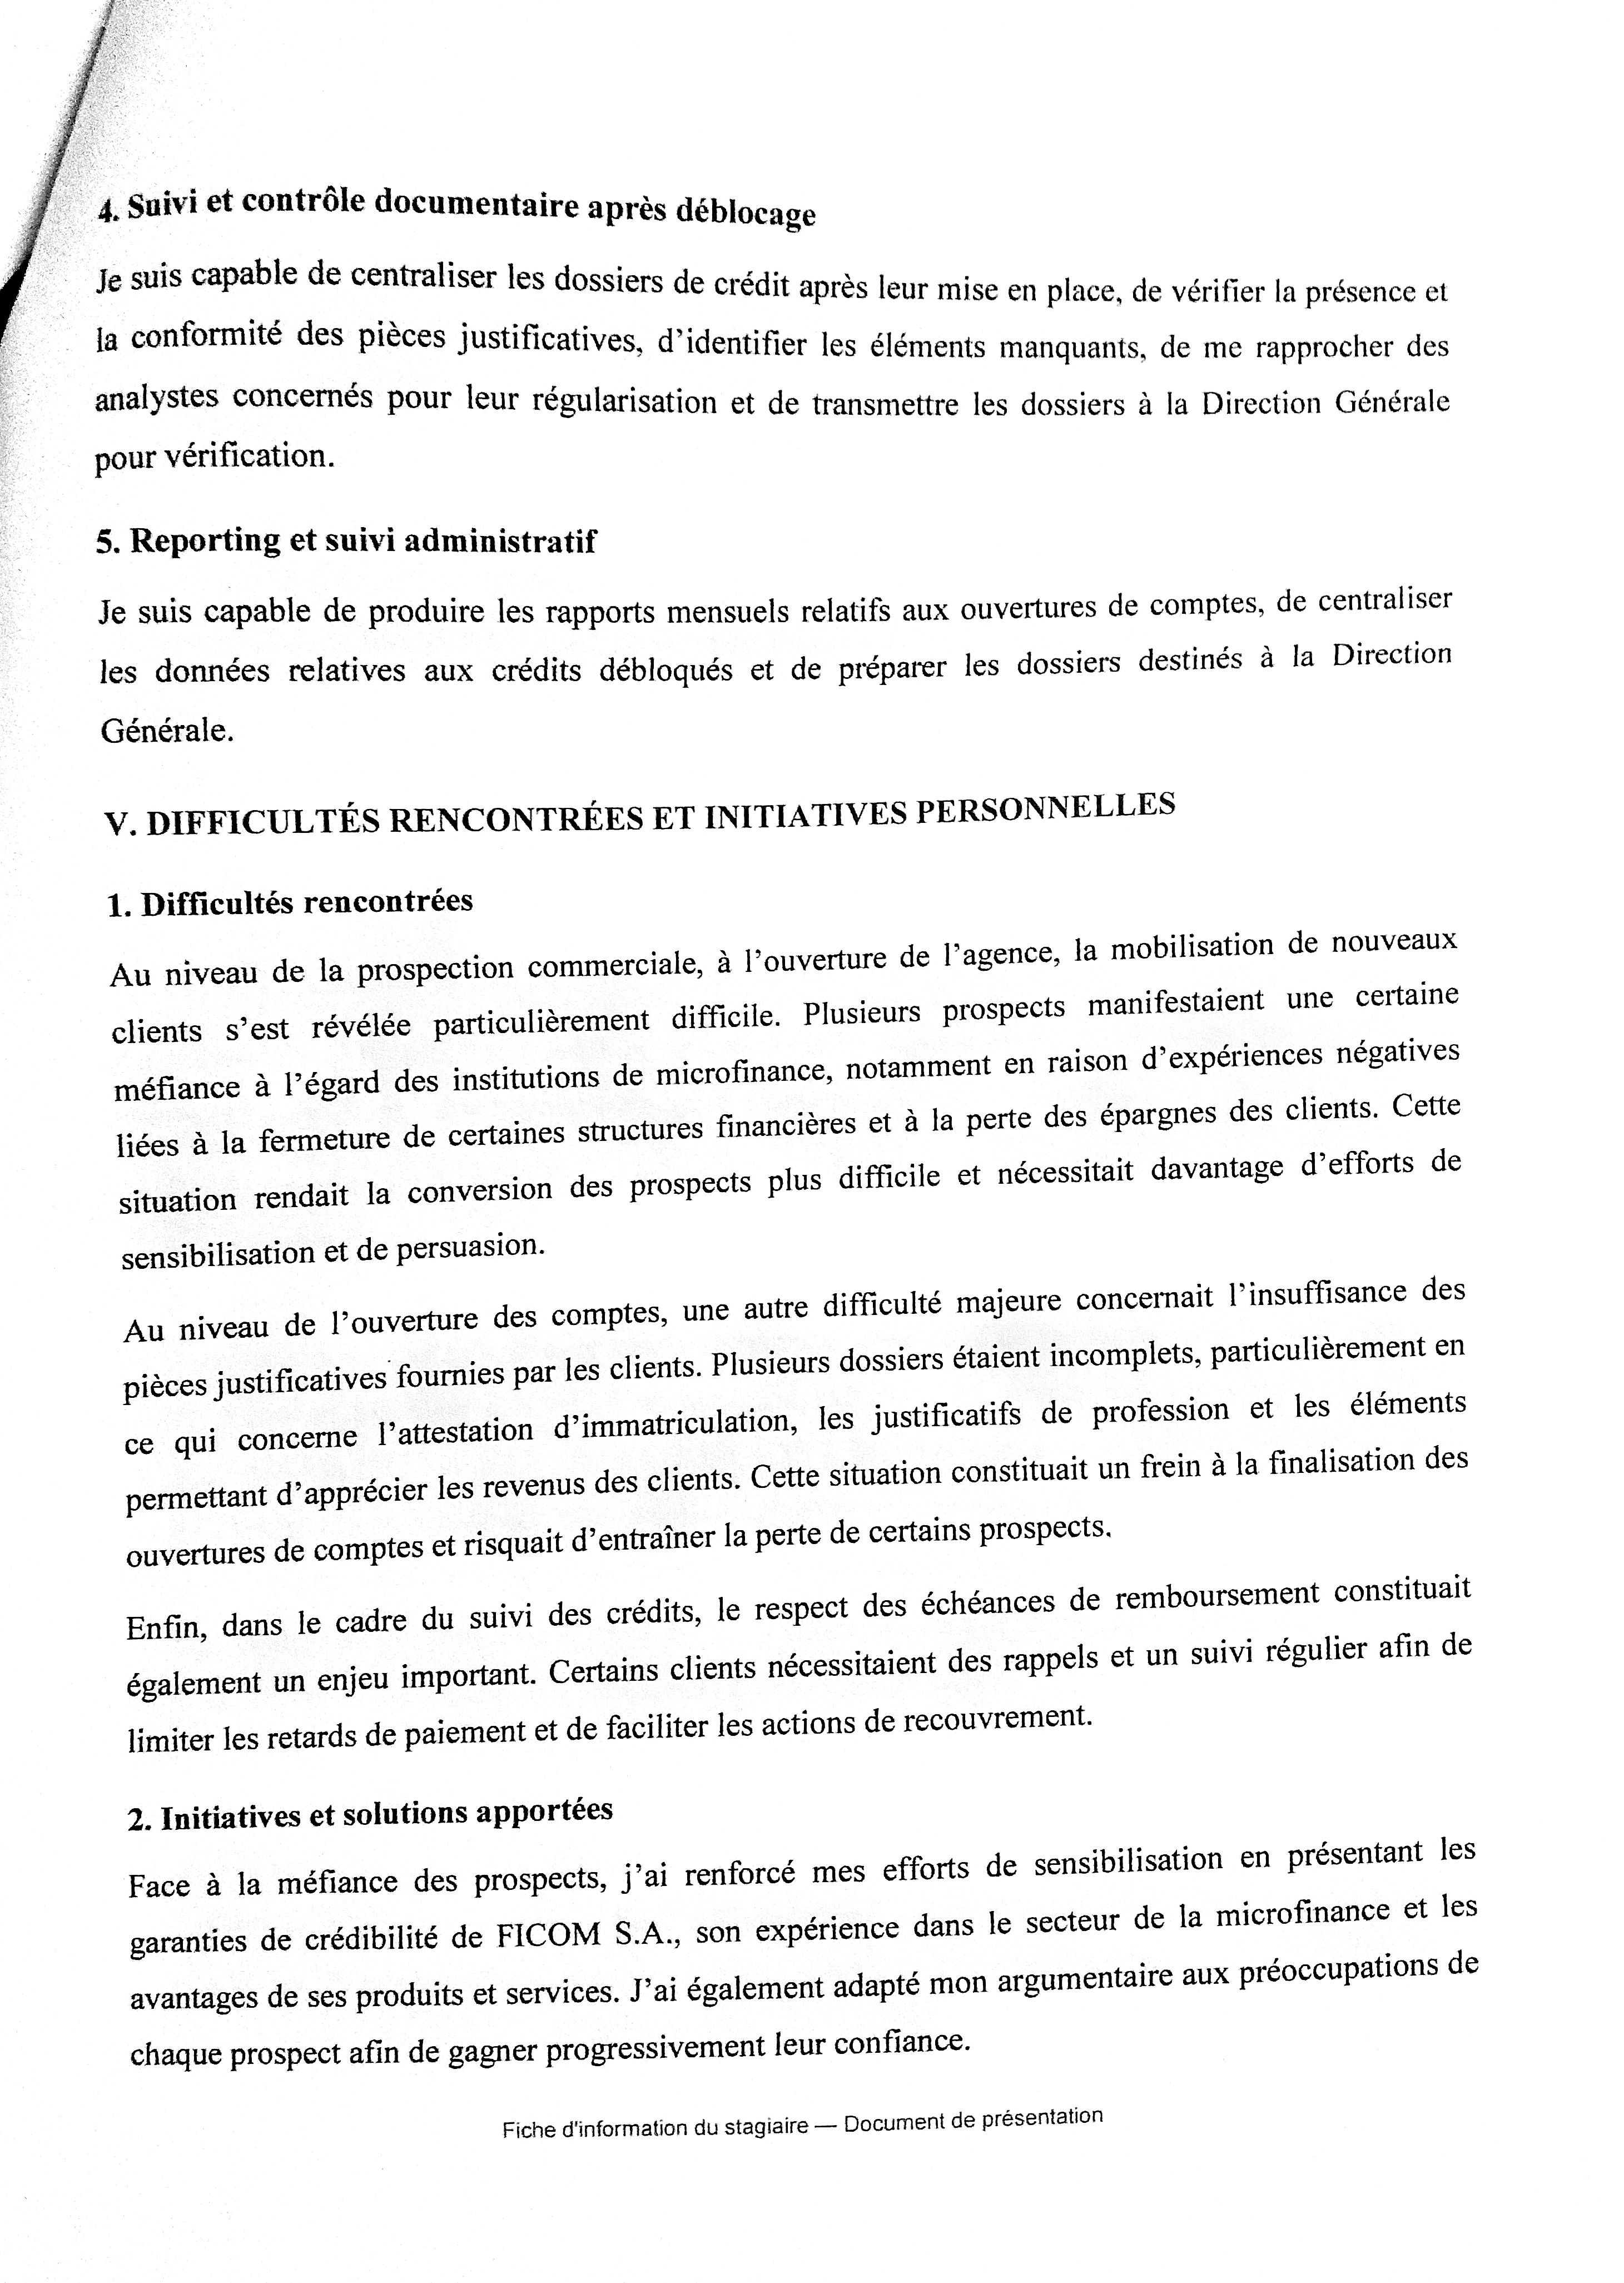 4. Suivi et contrôle documentaire après déblocage
Je suis capable de centraliser les dossiers de crédit après leur mise en place, de vérifier la présence et
la conformité des pièces justificatives, d’identifier les éléments manquants, de me rapprocher des
analystes concernés pour leur régularisation et de transmettre les dossiers à la Direction Générale
pour vérification.
5. Reporting et suivi administratif
Je suis capable de produire les rapports mensuels relatifs aux ouvertures de comptes, de centraliser
les données relatives aux crédits débloqués et de préparer les dossiers destinés à la Direction
Générale.
V. DIFFICULTÉS RENCONTRÉES ET INITIATIVES PERSONNELLES
1. Difficultés rencontrées
Au niveau de la prospection commerciale, à l’ouverture de l’agence, la mobilisation de nouveaux
clients s’est révélée particulièrement difficile. Plusieurs prospects manifestaient une certaine
méfiance à l’égard des institutions de microfinance, notamment en raison d’expériences négatives
liées à la fermeture de certaines structures financières et à la perte des épargnes des clients. Cette
situation rendait la conversion des prospects plus difficile et nécessitait davantage d’efforts de
sensibilisation et de persuasion.
Au niveau de l’ouverture des comptes, une autre difficulté majeure concernait l’insuffisance des
pièces justificatives fournies par les clients. Plusieurs dossiers étaient incomplets, particulièrement en
ce qui concerne l’attestation d’immatriculation, les justificatifs de profession et les éléments
permettant d’apprécier les revenus des clients. Cette situation constituait un frein à la finalisation des
ouvertures de comptes et risquait d’entraîner la perte de certains prospects.
Enfin, dans le cadre du suivi des crédits, le respect des échéances de remboursement constituait
également un enjeu important. Certains clients nécessitaient des rappels et un suivi régulier afin de
limiter les retards de paiement et de faciliter les actions de recouvrement.
2. Initiatives et solutions apportées
Face à la méfiance des prospects, j’ai renforcé mes efforts de sensibilisation en présentant les
garanties de crédibilité de FICOM S.A., son expérience dans le secteur de la microfinance et les
avantages de ses produits et services. J’ai également adapté mon argumentaire aux préoccupations de
chaque prospect afin de gagner progressivement leur confiance.
Fiche d'information du stagiaire — Document de présentation